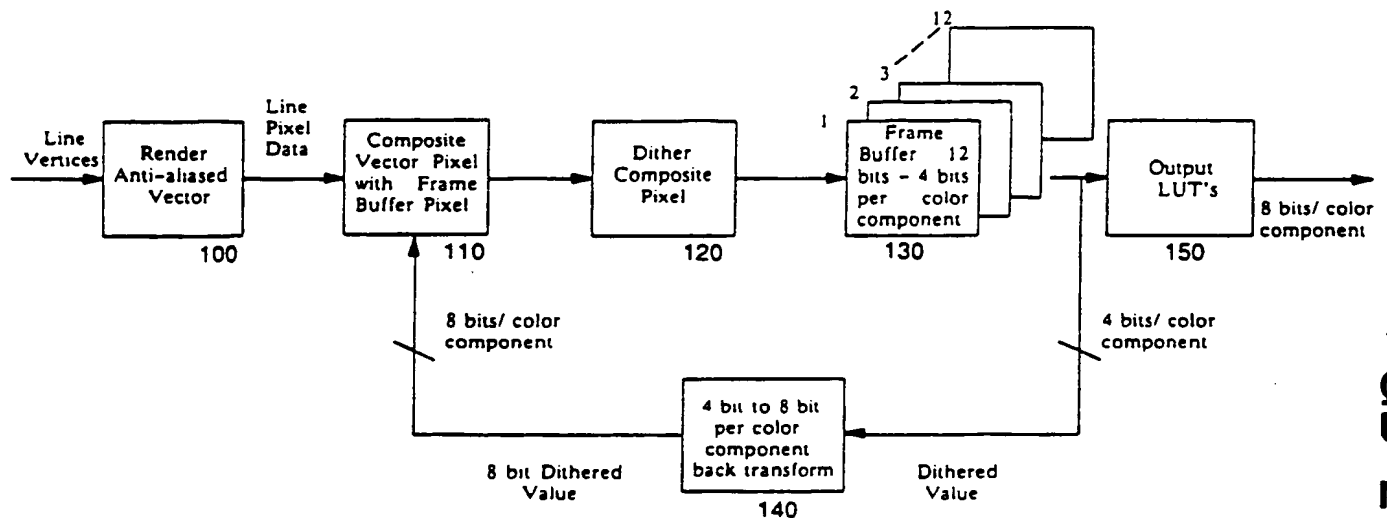 12
3
2
1
Line
Vertices
Render
Anti-aliased
Vector
100
Line
Pixel
Data
Composite
Vector Pixel
with Frame
Buffer Pixel
110
Dither
Composite
Pixel
120
Frame
Buffer 12
bits - 4 bits
per color
component
130
Output
LUT's
150
8 bits/ color
component
8 bits/ color
component
4 bits/ color
component
4 bit to 8 bit
per color
component
back transform
140
8 bit Dithered
Value
Dithered
Value